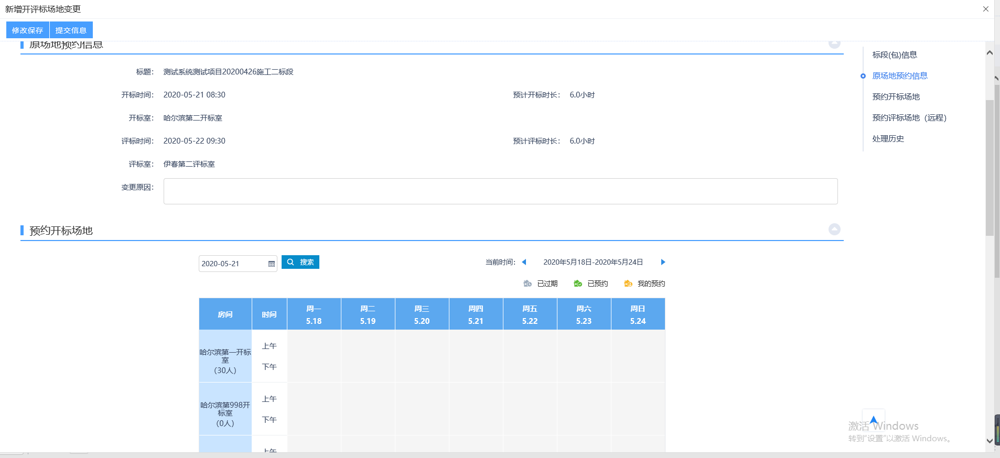 新增开评标场地变更
修改保存 提交信息
原场地预约信息
标题： 测试系统测试项目20200426施工二标段
开标时间： 2020-05-21 08:30 预计开标时长： 6.0小时
开标室： 哈尔滨第二开标室
评标时间： 2020-05-22 09:30 预计评标时长： 6.0小时
评标室： 伊春第二评标室
变更原因：
标段(包)信息
原场地预约信息
预约开标场地
预约评标场地（远程）
处理历史
预约开标场地
2020-05-21 搜索 当前时间： 2020年5月18日-2020年5月24日
已过期 已预约 我的预约
房间 时间 周一 周二 周三 周四 周五 周六 周日
5.18 5.19 5.20 5.21 5.22 5.23 5.24
哈尔滨第一开标
室
（30人）
上午
下午
哈尔滨第998开
标室
（0人）
上午
下午
上午
激活 Windows
转到“设置”以激活 Windows。